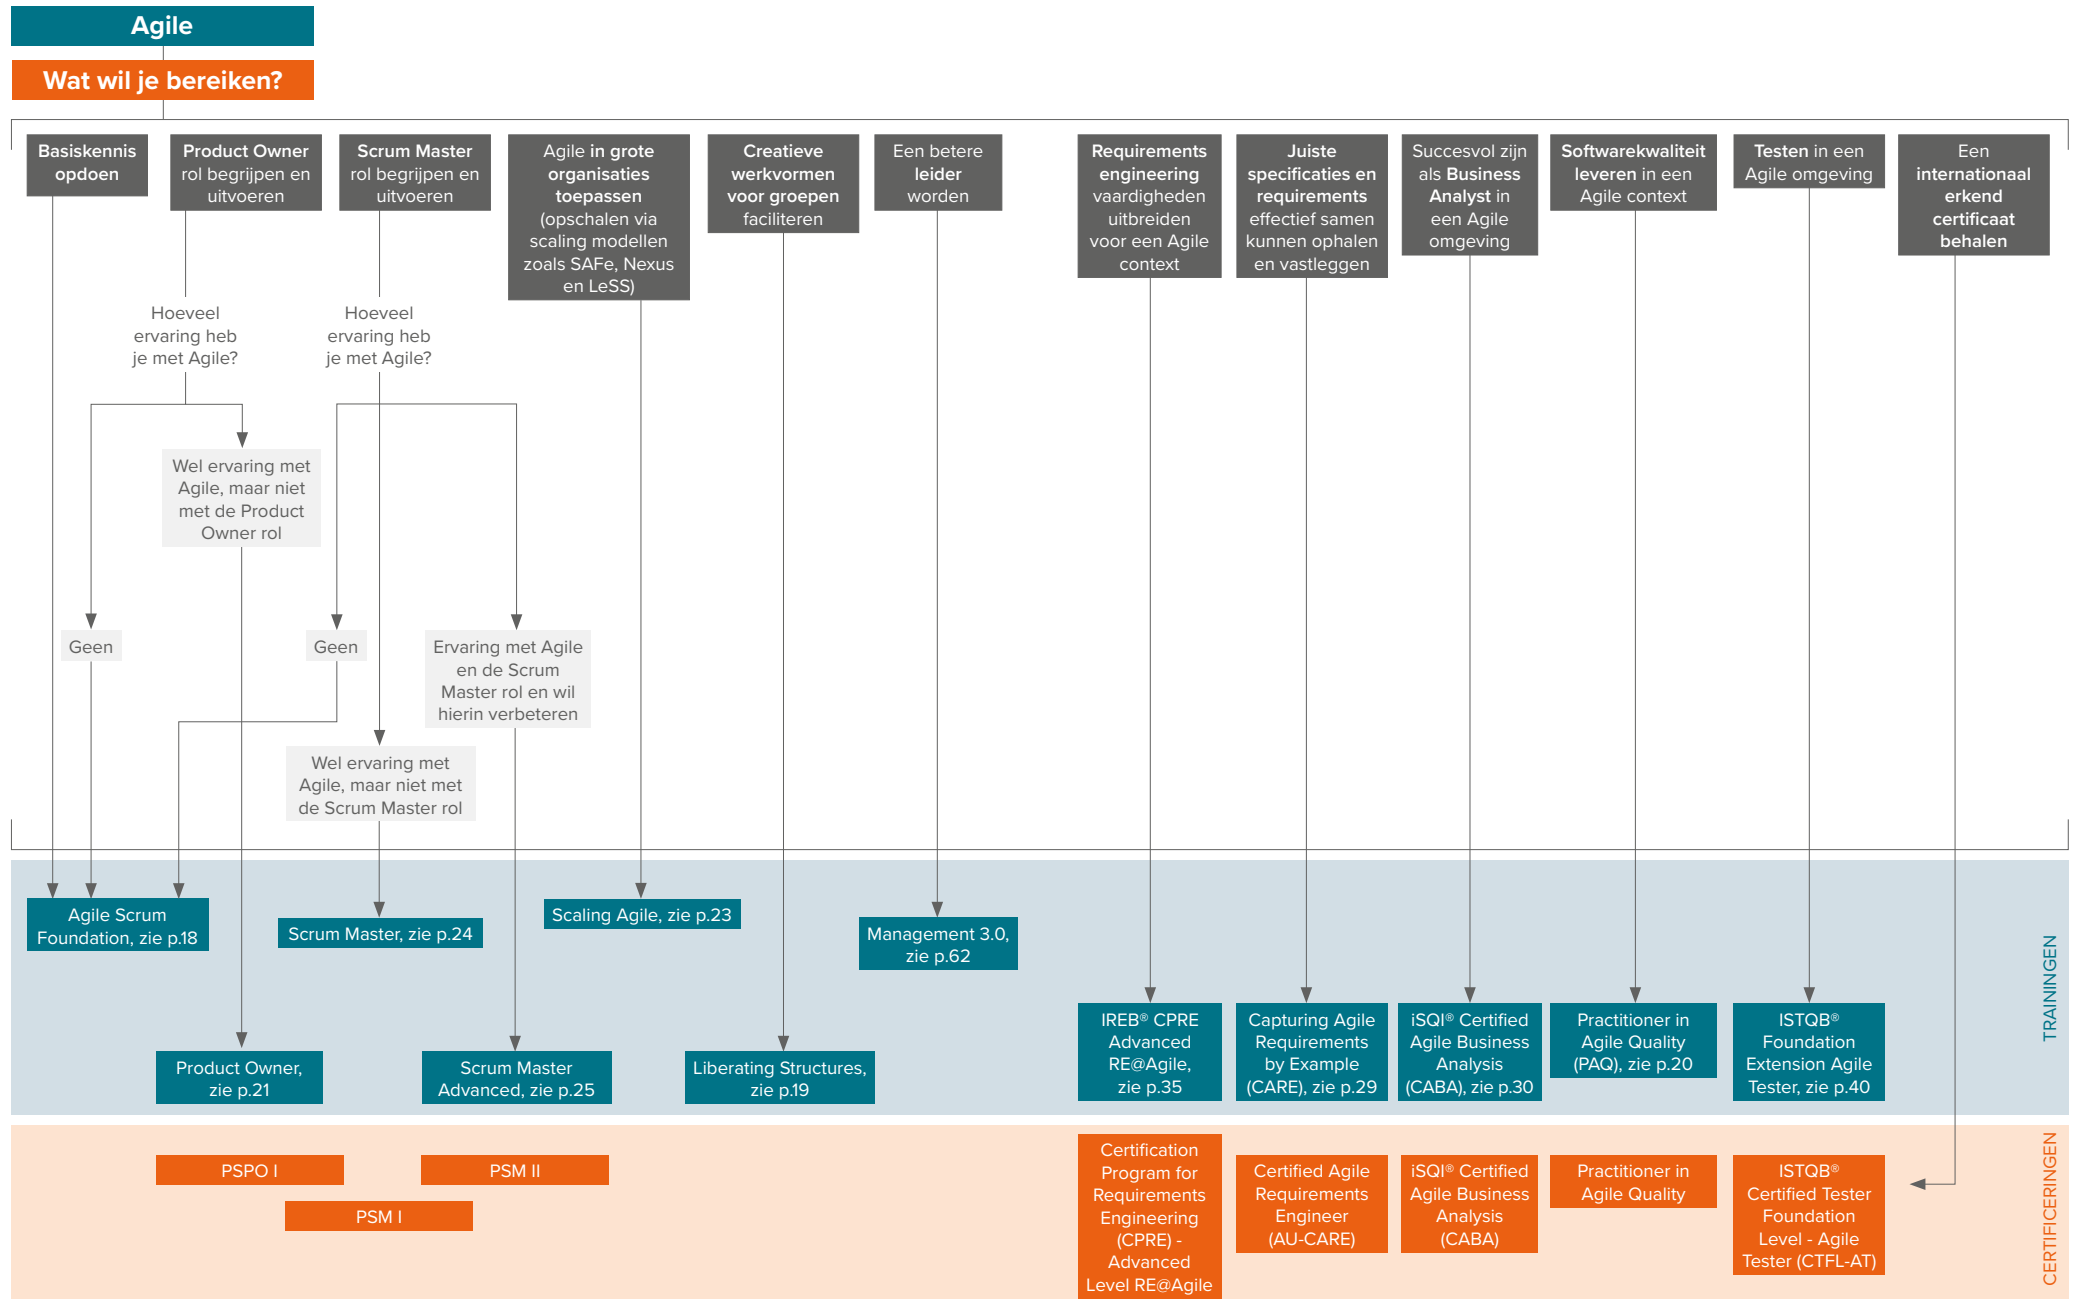 Agile
Wat wil je bereiken?
Basiskennis
opdoen
Product Owner
rol begrijpen en
uitvoeren
Scrum Master
rol begrijpen en
uitvoeren
Agile in grote
organisaties
toepassen
(opschalen via
scaling modellen
zoals SAFe, Nexus
en LeSS)
Creatieve
werkvormen
voor groepen
faciliteren
Een betere
leider
worden
Requirements
engineering
vaardigheden
uitbreiden
voor een Agile
context
Juiste
specificaties en
requirements
effectief samen
kunnen ophalen
en vastleggen
Succesvol zijn
als Business
Analyst in
een Agile
omgeving
Softwarekwaliteit
leveren in een
Agile context
Testen in een
Agile omgeving
Een
internationaal
erkend
certificaat
behalen
Hoeveel
ervaring heb
je met Agile?
Hoeveel
ervaring heb
je met Agile?
Wel ervaring met
Agile, maar niet
met de Product
Owner rol
Geen
Geen
Ervaring met Agile
en de Scrum
Master rol en wil
hierin verbeteren
Wel ervaring met
Agile, maar niet met
de Scrum Master rol
Agile Scrum
Foundation, zie p.18
Scrum Master, zie p.24
Scaling Agile, zie p.23
Management 3.0,
zie p.62
Product Owner,
zie p.21
Scrum Master
Advanced, zie p.25
Liberating Structures,
zie p.19
IREB® CPRE
Advanced
RE@Agile,
zie p.35
Capturing Agile
Requirements
by Example
(CARE), zie p.29
iSQI® Certified
Agile Business
Analysis
(CABA), zie p.30
Practitioner in
Agile Quality
(PAQ), zie p.20
ISTQB®
Foundation
Extension Agile
Tester, zie p.40
TRAININGEN
PSPO I
PSM II
PSM I
Certification
Program for
Requirements
Engineering
(CPRE) -
Advanced
Level RE@Agile
Certified Agile
Requirements
Engineer
(AU-CARE)
iSQI® Certified
Agile Business
Analysis
(CABA)
Practitioner in
Agile Quality
ISTQB®
Certified Tester
Foundation
Level - Agile
Tester (CTFL-AT)
CERTIFICERINGEN